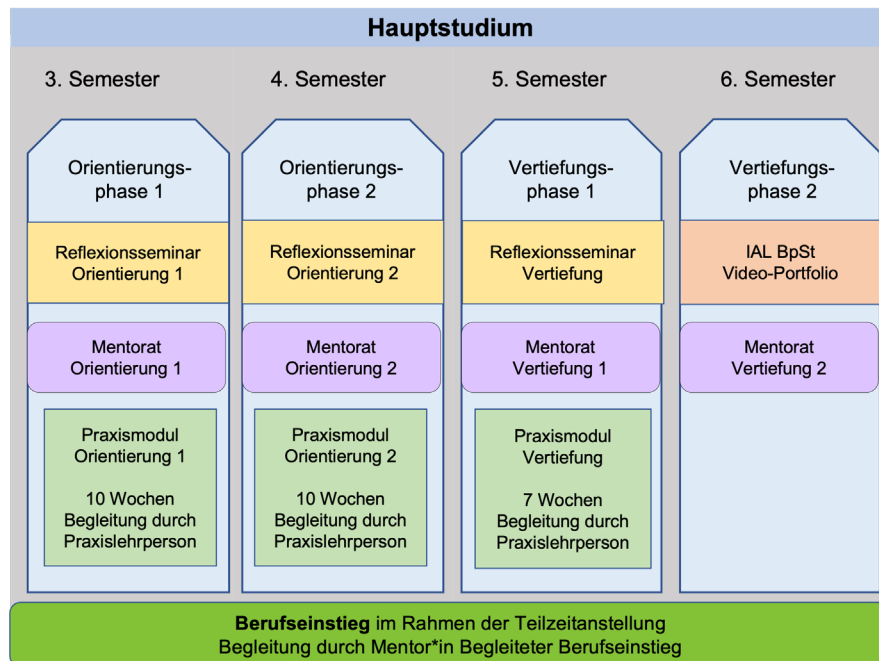 Hauptstudium
3. Semester
4. Semester
5. Semester
6. Semester
Orientierungs-
phase 1
Orientierungs-
phase 2
Vertiefungs-
phase 1
Vertiefungs-
phase 2
Reflexionsseminar
Orientierung 1
Reflexionsseminar
Orientierung 2
Reflexionsseminar
Vertiefung
IAL BpSt
Video-Portfolio
Mentorat
Orientierung 1
Mentorat
Orientierung 2
Mentorat
Vertiefung 1
Mentorat
Vertiefung 2
Praxismodul
Orientierung 1
10 Wochen
Begleitung durch
Praxislehrperson
Praxismodul
Orientierung 2
10 Wochen
Begleitung durch
Praxislehrperson
Praxismodul
Vertiefung
7 Wochen
Begleitung durch
Praxislehrperson
Berufseinstieg im Rahmen der Teilzeitanstellung
Begleitung durch Mentor*in Begleiteter Berufseinstieg